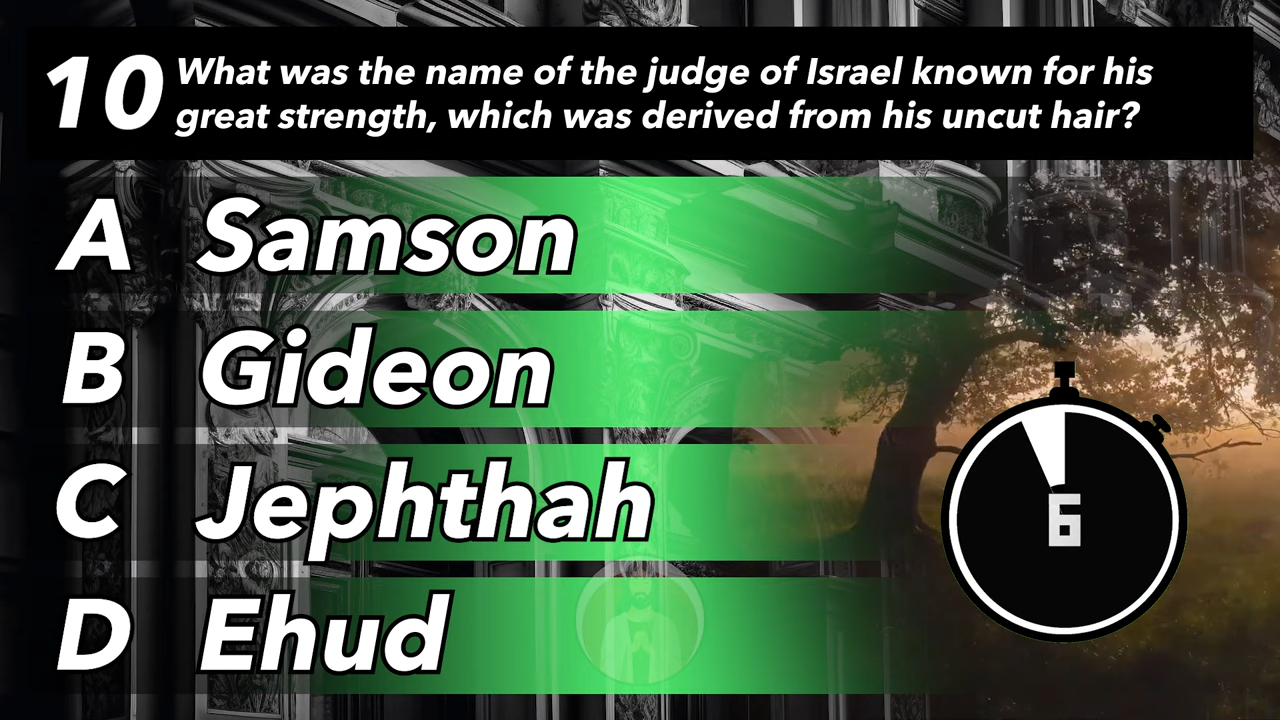 10 What was the name of the judge of Israel known for his
great strength, which was derived from his uncut hair?
A Samson
B Gideon
C Jephthah
D Ehud
6